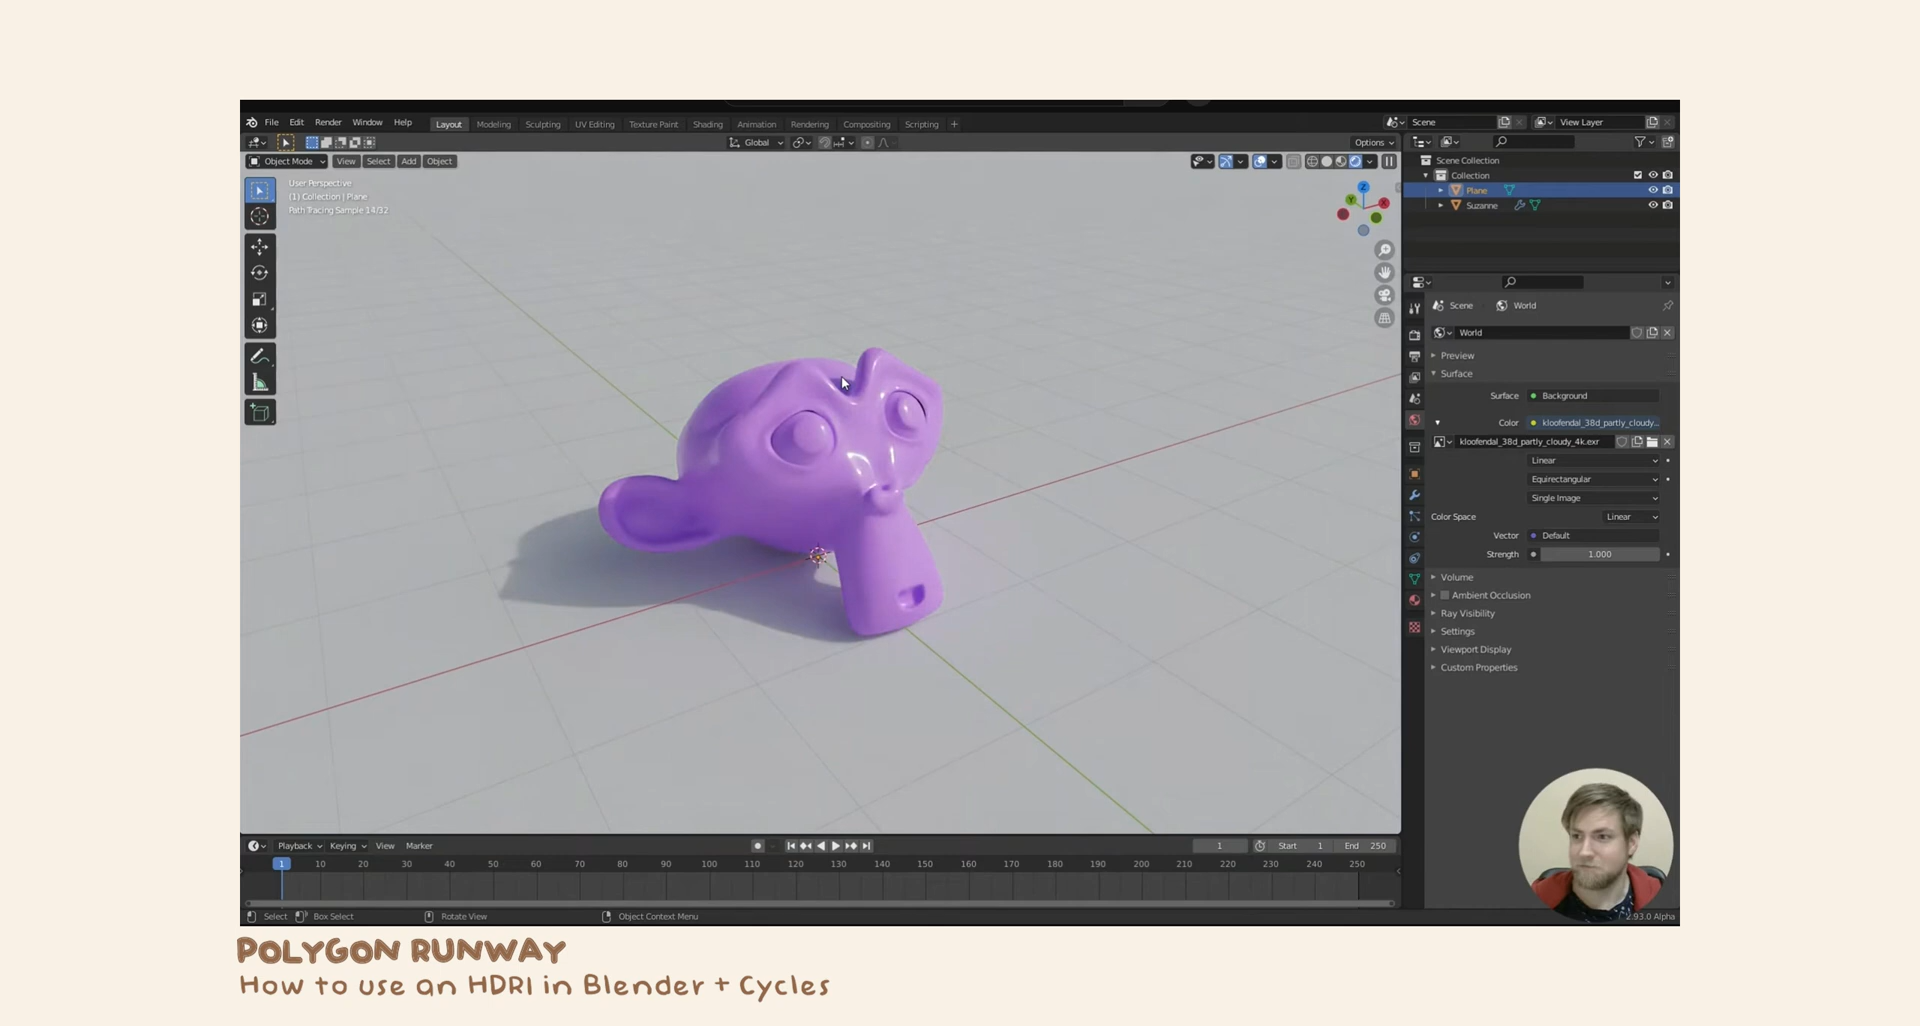 File Edit Render Window Help Layout Modeling Sculpting UV Editing Texture Paint Shading Animation Rendering Compositing Scripting + Scene View Layer
Global Options
Object Mode View Select Add Object
Scene Collection
Collection
Plane
Suzanne
User Perspective
(1) Collection | Plane
Path Tracing Sample 14/32
Z
Y
X
Scene World
World
Preview
Surface
Surface Background
Color kloofendal_38d_partly_cloudy...
kloofendal_38d_partly_cloudy_4k.exr
Linear
Equirectangular
Single Image
Color Space Linear
Vector Default
Strength 1.000
Volume
Ambient Occlusion
Ray Visibility
Settings
Viewport Display
Custom Properties
Playback Keying View Marker 1 Start 1 End 250
1 10 20 30 40 50 60 70 80 90 100 110 120 130 140 150 160 170 180 190 200 210 220 230 240 250
Select Box Select Rotate View Object Context Menu 2.93.0 Alpha
POLYGON RUNWAY
How to use an HDRI in Blender + Cycles